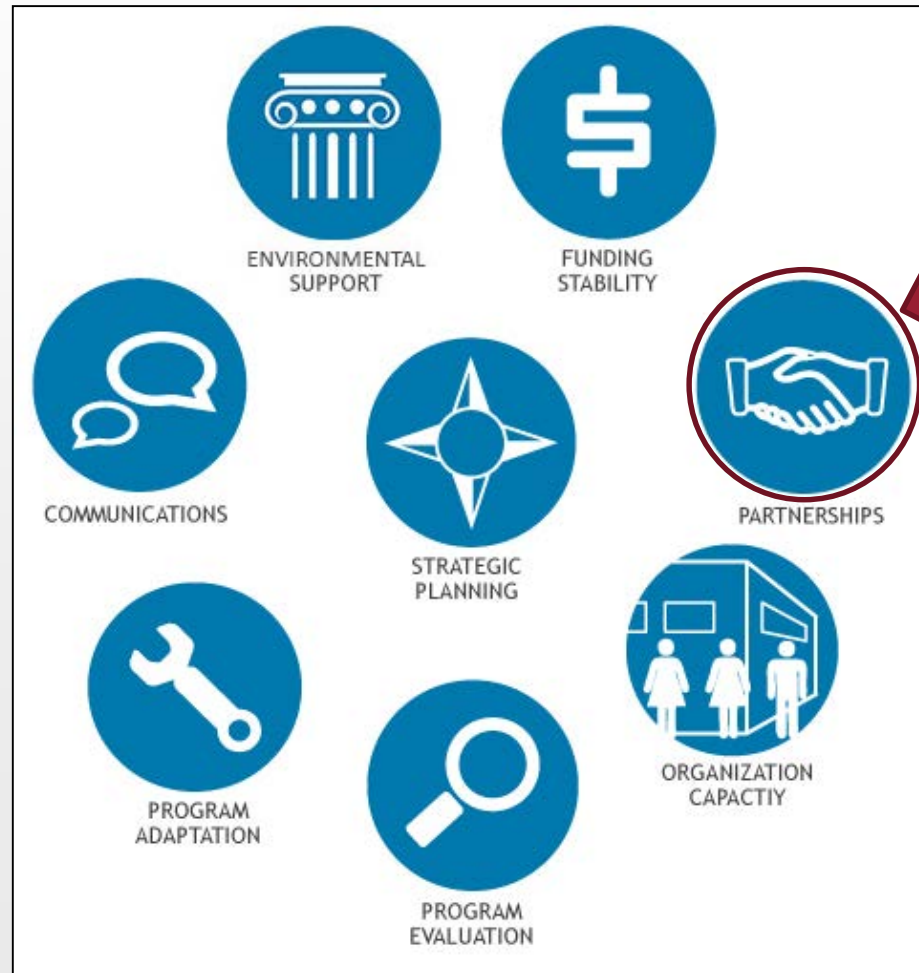 ENVIRONMENTAL
SUPPORT
FUNDING
STABILITY
COMMUNICATIONS
STRATEGIC
PLANNING
PARTNERSHIPS
PROGRAM
ADAPTATION
PROGRAM
EVALUATION
ORGANIZATION
CAPACTIY